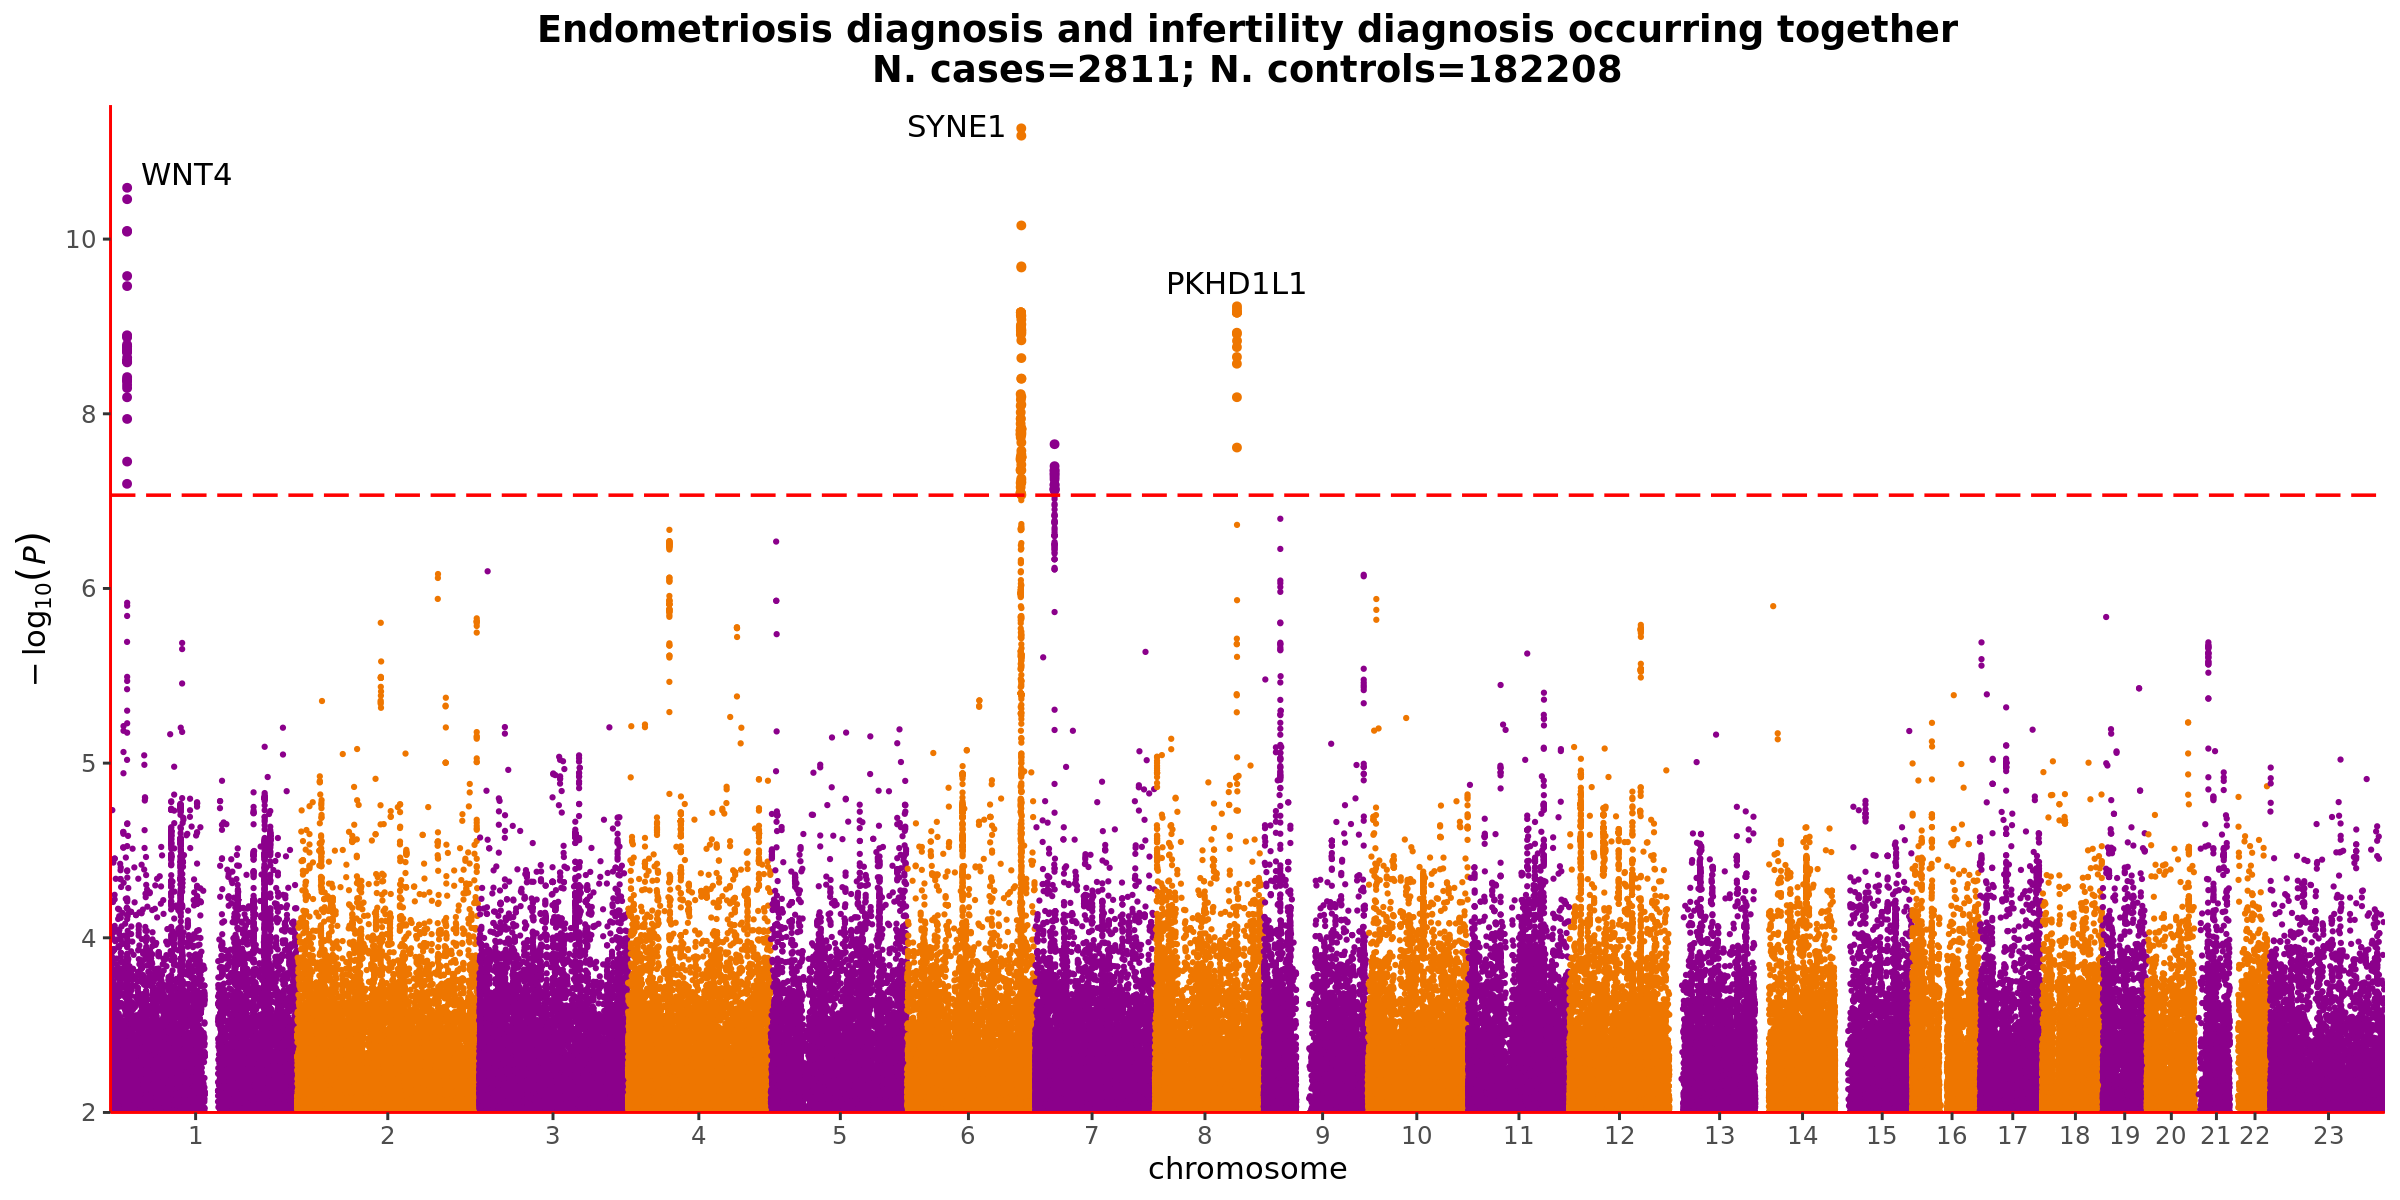 Endometriosis diagnosis and infertility diagnosis occurring together
N. cases=2811; N. controls=182208
SYNE1
WNT4
PKHD1L1
10
8
6
5
4
2
− log10(P)
1 2 3 4 5 6 7 8 9 10 11 12 13 14 15 16 17 18 19 20 21 22 23
chromosome